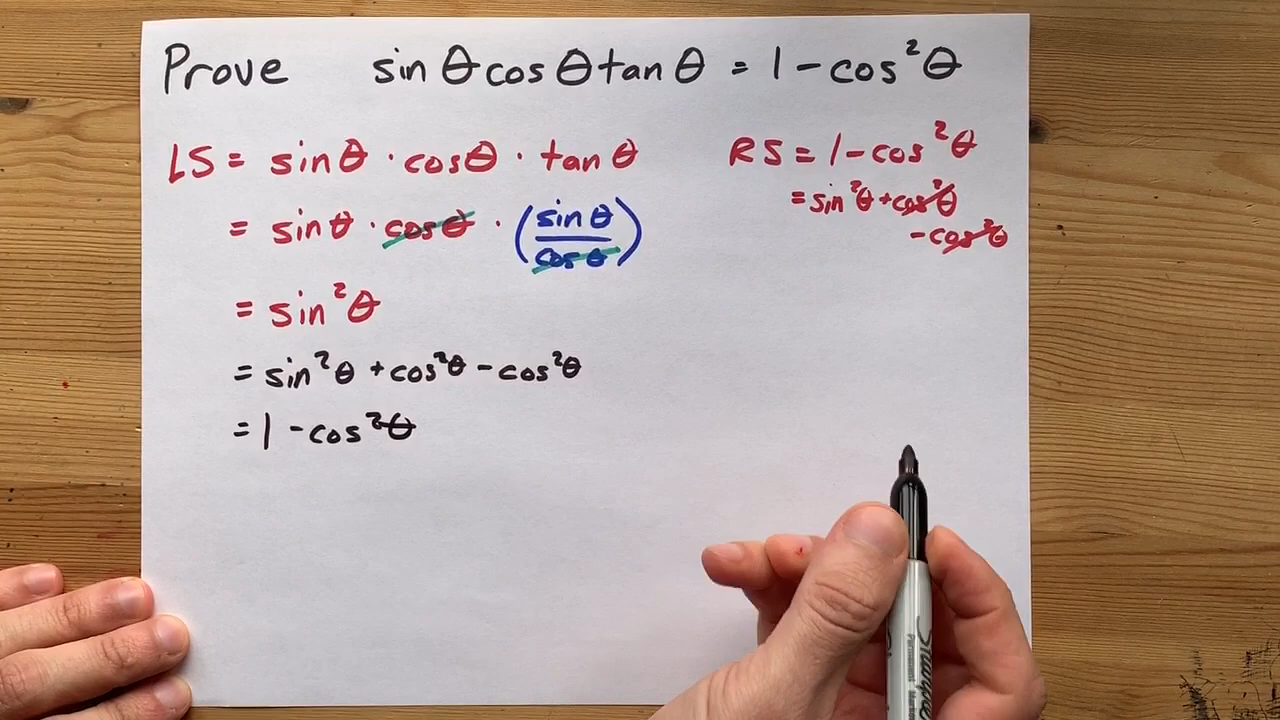 Prove sin θ cos θ tan θ = 1 - cos²θ
LS = sin θ · cos θ · tan θ
= sin θ · cos θ · (sin θ / cos θ)
= sin²θ
= sin²θ + cos²θ - cos²θ
= 1 - cos²θ
RS = 1 - cos²θ
= sin²θ + cos²θ
- cos²θ
Permanent